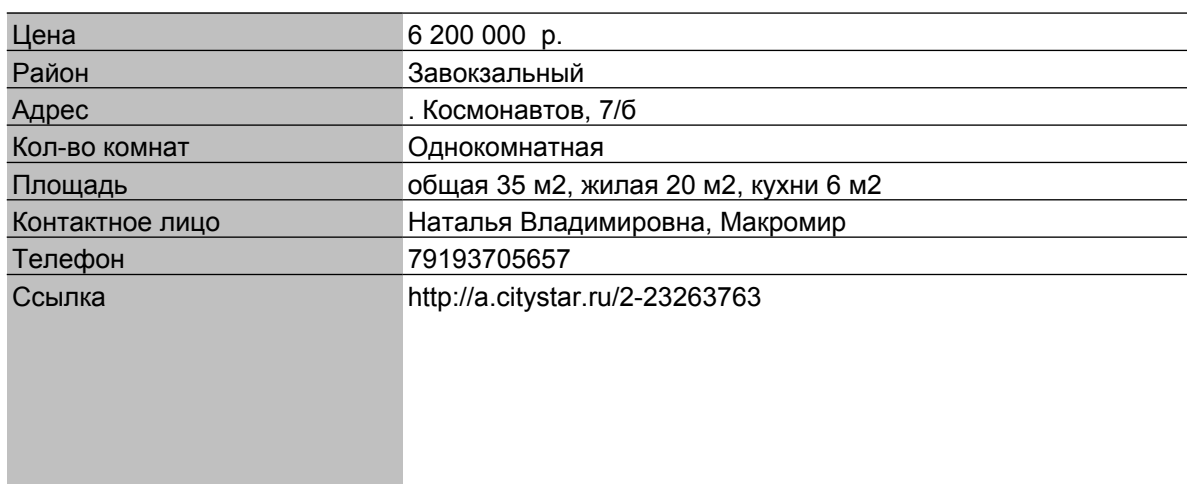 Цена 6 200 000 р.
Район Завокзальный
Адрес . Космонавтов, 7/б
Кол-во комнат Однокомнатная
Площадь общая 35 м2, жилая 20 м2, кухни 6 м2
Контактное лицо Наталья Владимировна, Макромир
Телефон 79193705657
Ссылка http://a.citystar.ru/2-23263763